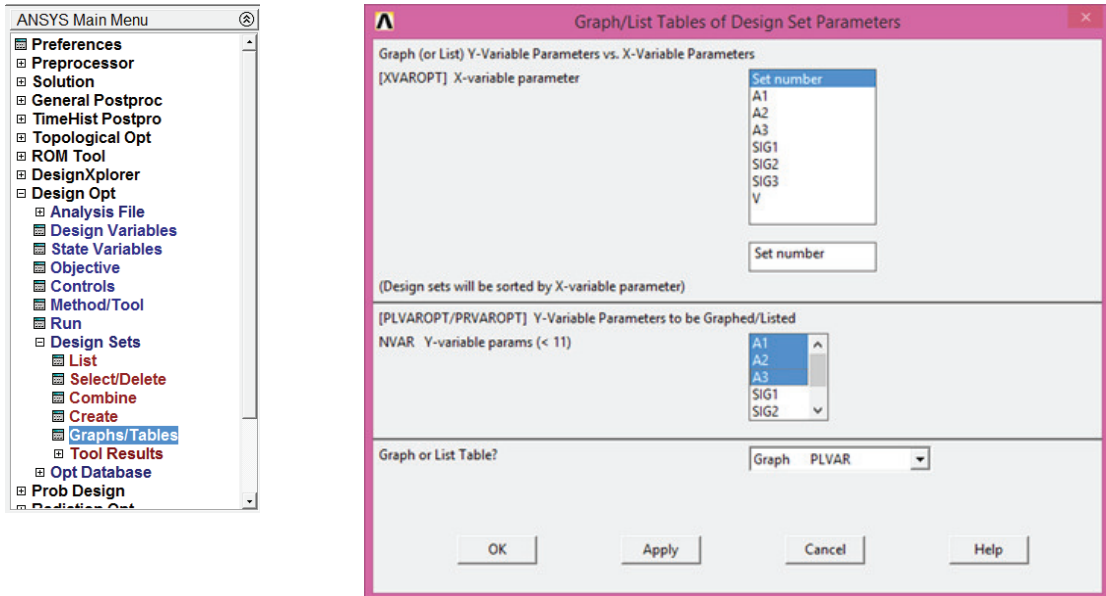 ANSYS Main Menu
Preferences
Preprocessor
Solution
General Postproc
TimeHist Postpro
Topological Opt
ROM Tool
DesignXplorer
Design Opt
Analysis File
Design Variables
State Variables
Objective
Controls
Method/Tool
Run
Design Sets
List
Select/Delete
Combine
Create
Graphs/Tables
Tool Results
Opt Database
Prob Design
Graph/List Tables of Design Set Parameters
Graph (or List) Y-Variable Parameters vs. X-Variable Parameters
[XVAROPT] X-variable parameter
Set number
A1
A2
A3
SIG1
SIG2
SIG3
V
Set number
(Design sets will be sorted by X-variable parameter)
[PLVAROPT/PRVAROPT] Y-Variable Parameters to be Graphed/Listed
NVAR Y-variable params (< 11)
A1
A2
A3
SIG1
SIG2
Graph or List Table?
Graph PLVAR
OK Apply Cancel Help